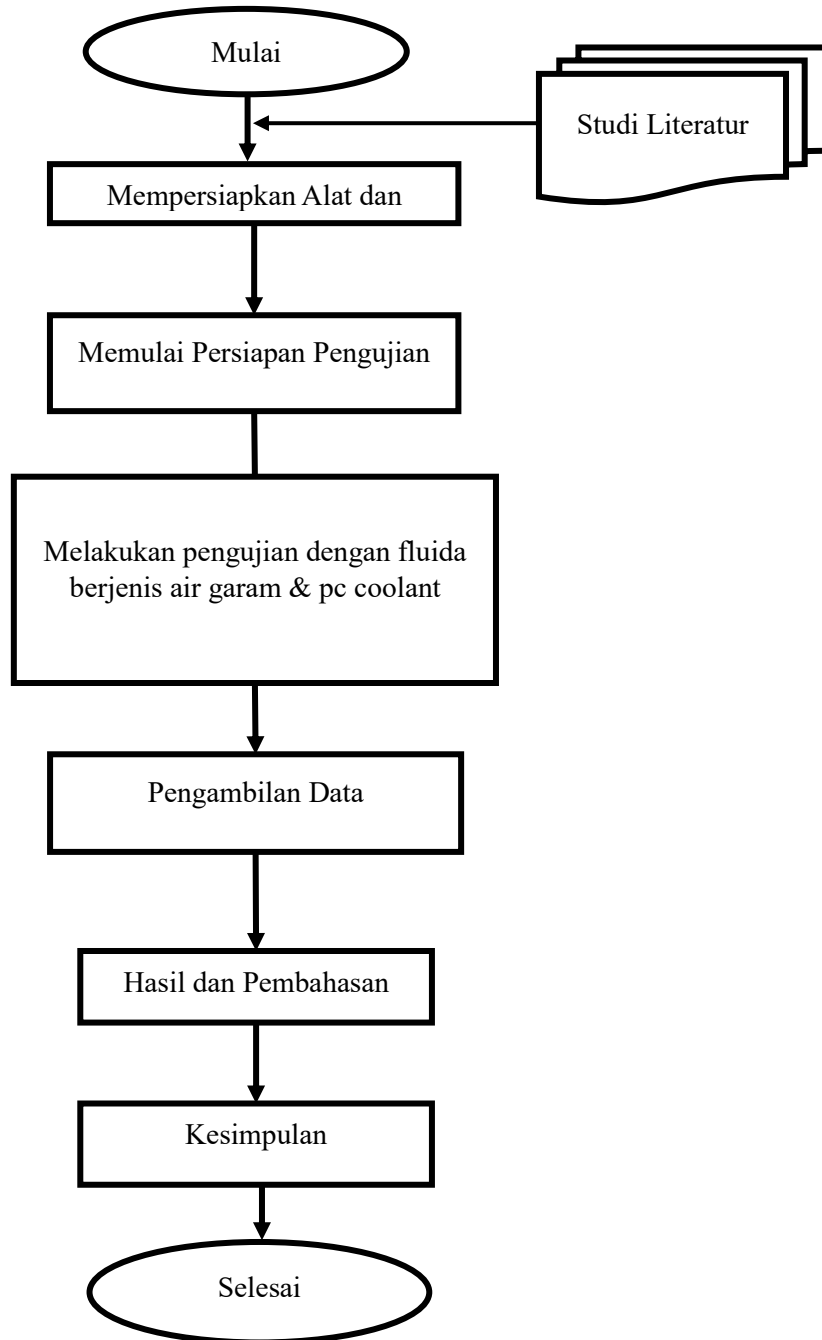 Mulai
Studi Literatur
Mempersiapkan Alat dan
Memulai Persiapan Pengujian
Melakukan pengujian dengan fluida
berjenis air garam & pc coolant
Pengambilan Data
Hasil dan Pembahasan
Kesimpulan
Selesai